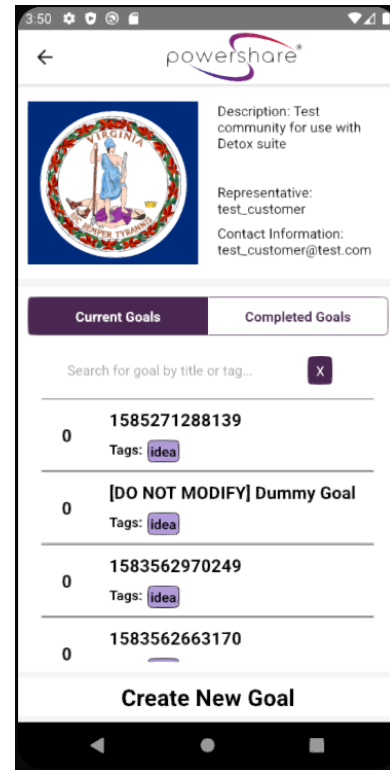 3:50
powershare®
VIRGINIA
SIC SEMPER TYRANNIS
Description: Test
community for use with
Detox suite
Representative:
test_customer
Contact Information:
test_customer@test.com
Current Goals
Completed Goals
Search for goal by title or tag...
X
1585271288139
0
Tags: idea
[DO NOT MODIFY] Dummy Goal
0
Tags: idea
1583562970249
0
Tags: idea
1583562663170
0
Create New Goal